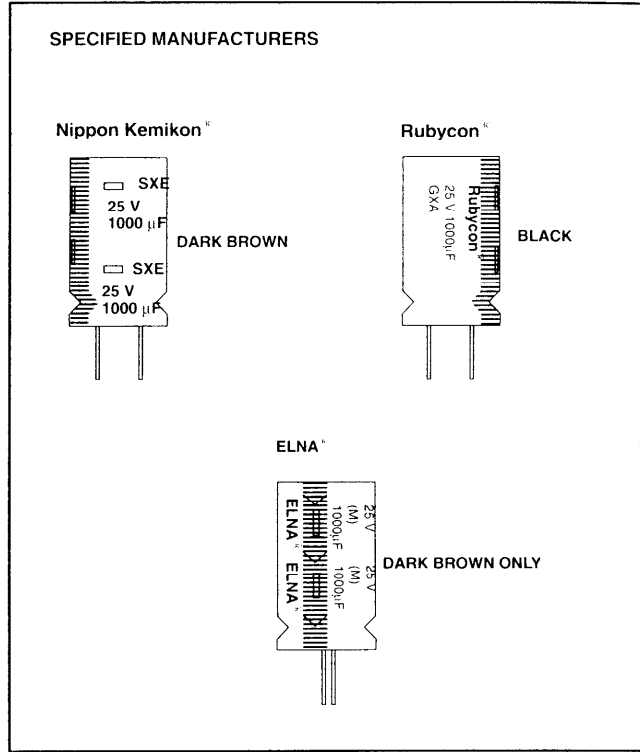 SPECIFIED MANUFACTURERS
Nippon Kemikon
SXE
25 V
1000 µF
SXE
25 V
1000 µF
DARK BROWN
Rubycon
Rubycon
25 V 1000µF
GXA
BLACK
ELNA
25 V 25 V
(M) (M)
1000µF 1000µF
ELNA ELNA
DARK BROWN ONLY